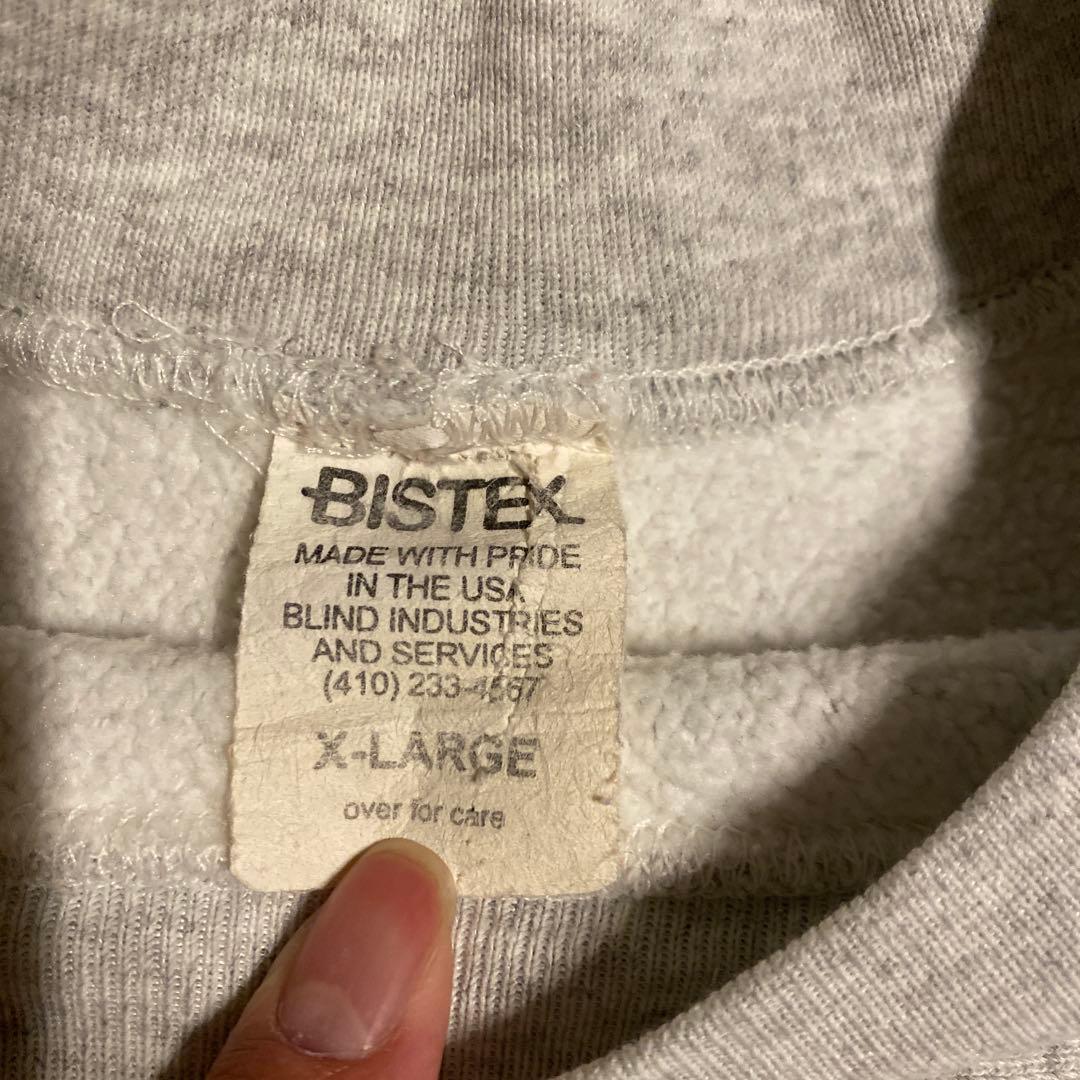 BISTEX
MADE WITH PRIDE
IN THE USA
BLIND INDUSTRIES
AND SERVICES
(410) 233-4567
X-LARGE
over for care